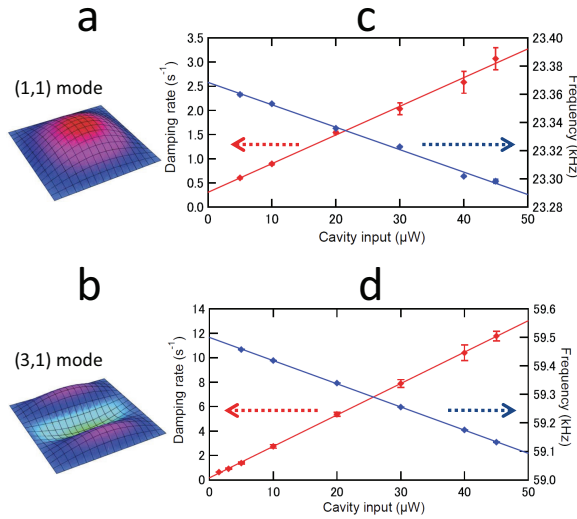 a
c
(1,1) mode
3.5
3.0
2.5
2.0
1.5
1.0
0.5
0.0
Damping rate (s⁻¹)
23.40
23.38
23.36
23.34
23.32
23.30
23.28
Frequency (kHz)
0 10 20 30 40 50
Cavity input (µW)
b
d
(3,1) mode
14
12
10
8
6
4
2
0
Damping rate (s⁻¹)
59.6
59.5
59.4
59.3
59.2
59.1
59.0
Frequency (kHz)
0 10 20 30 40 50
Cavity input (µW)